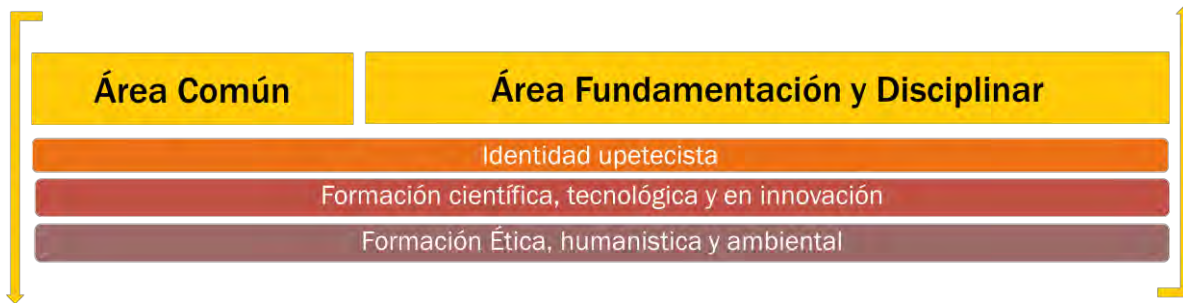 Área Común
Área Fundamentación y Disciplinar
Identidad upetecista
Formación científica, tecnológica y en innovación
Formación Ética, humanistica y ambiental